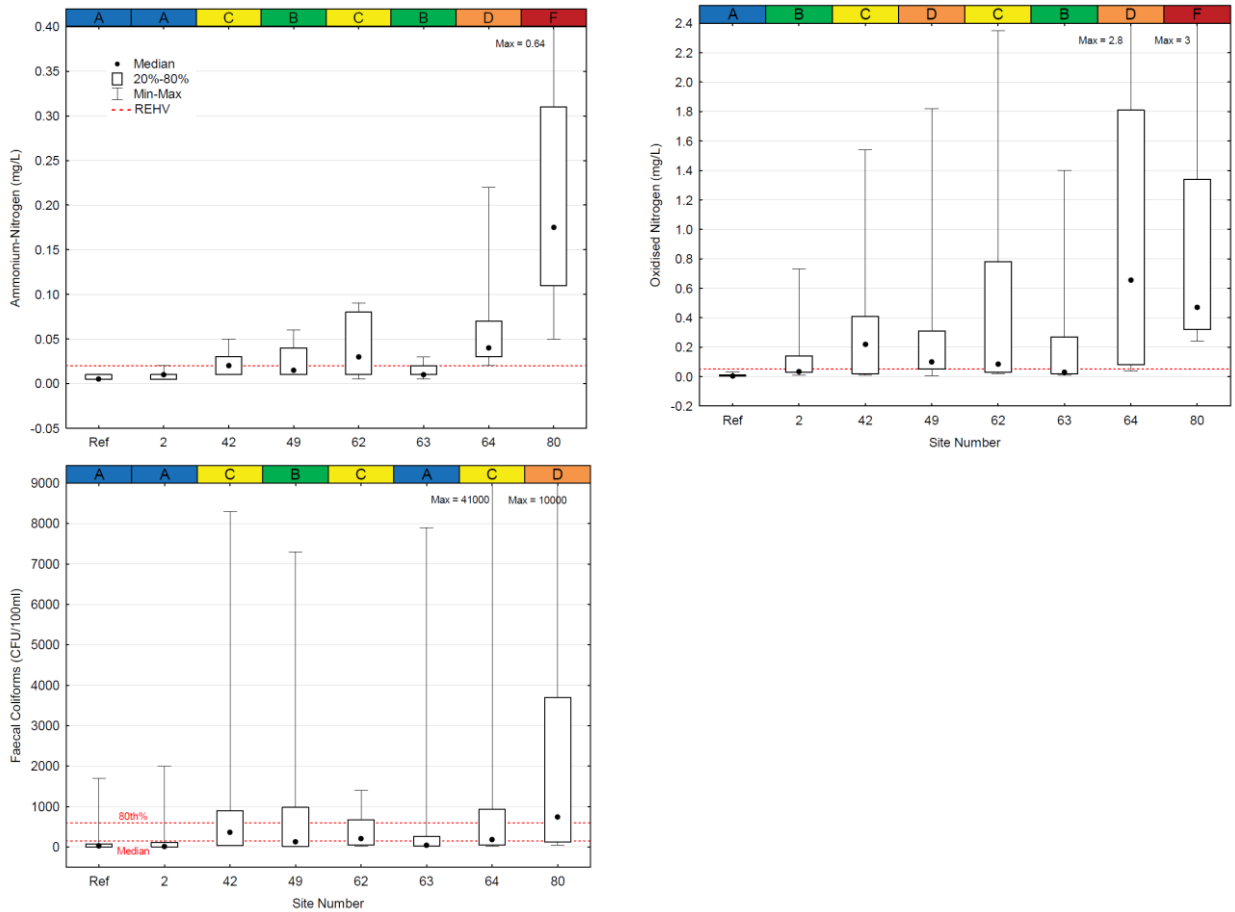 A A C B C B D F
Max = 0.64
Median
20%-80%
Min-Max
REHV
Ammonium-Nitrogen (mg/L)
0.40
0.35
0.30
0.25
0.20
0.15
0.10
0.05
0.00
-0.05
Ref 2 42 49 62 63 64 80
A B C D C B D F
Max = 2.8 Max = 3
Oxidised Nitrogen (mg/L)
2.4
2.2
2.0
1.8
1.6
1.4
1.2
1.0
0.8
0.6
0.4
0.2
0.0
-0.2
Ref 2 42 49 62 63 64 80
Site Number
A A C B C A C D
Max = 41000 Max = 10000
Faecal Coliforms (CFU/100ml)
9000
8000
7000
6000
5000
4000
3000
2000
1000
0
80th%
Median
Ref 2 42 49 62 63 64 80
Site Number